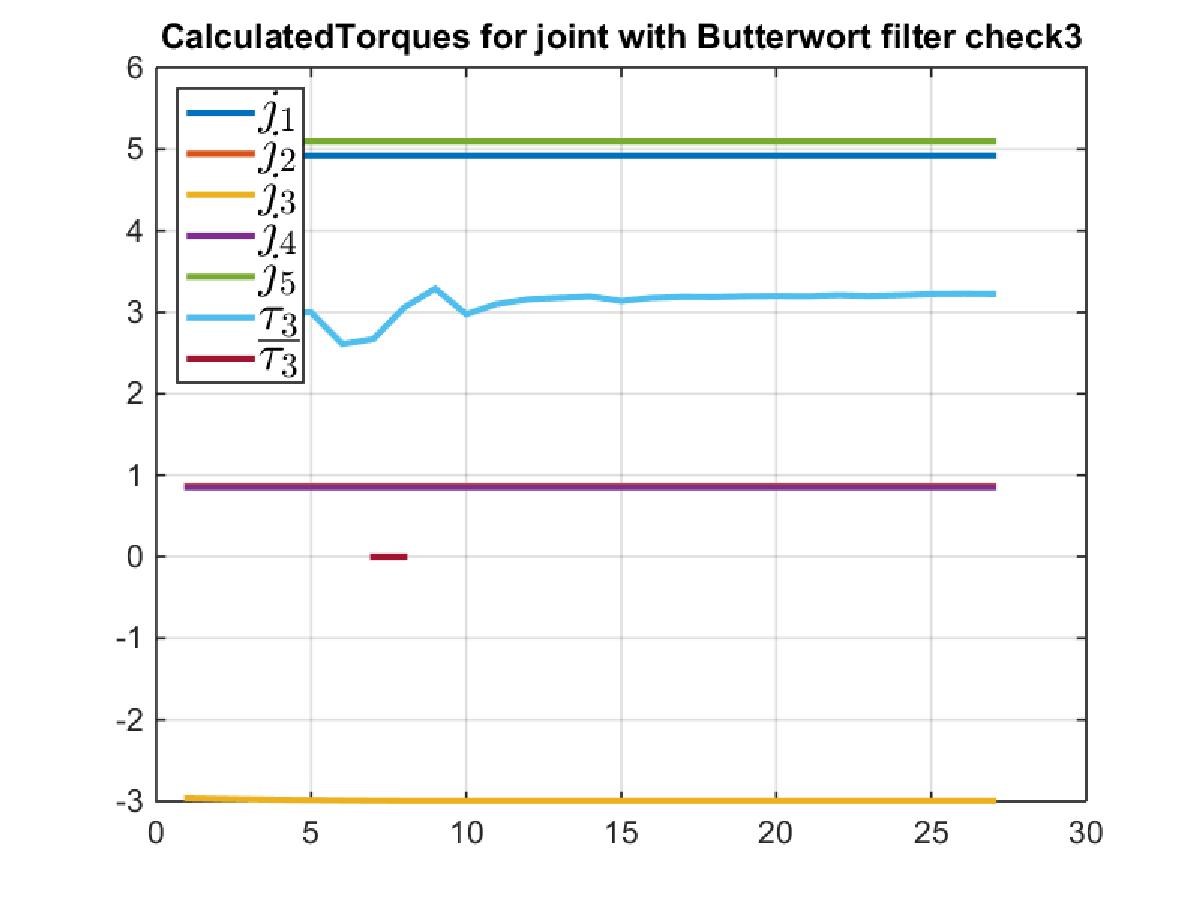 CalculatedTorques for joint with Butterwort filter check3
6
5
4
3
2
1
0
-1
-2
-3
j₁
j₂
j₃
j₄
j₅
τ₃
τ̅₃
0 5 10 15 20 25 30